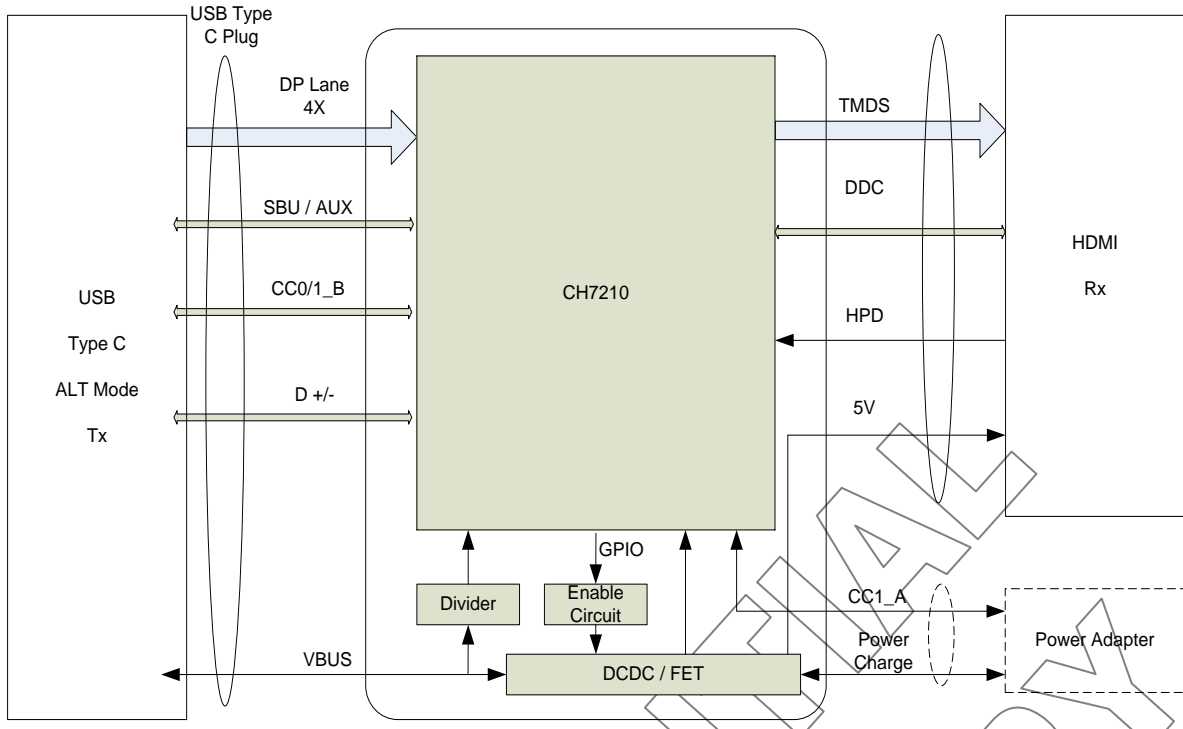 USB Type
C Plug
DP Lane
4X
TMDS
SBU / AUX
DDC
CC0/1_B
D +/-
USB
Type C
ALT Mode
Tx
CH7210
HDMI
Rx
HPD
5V
GPIO
Divider
Enable
Circuit
CC1_A
Power
Charge
Power Adapter
VBUS
DCDC / FET